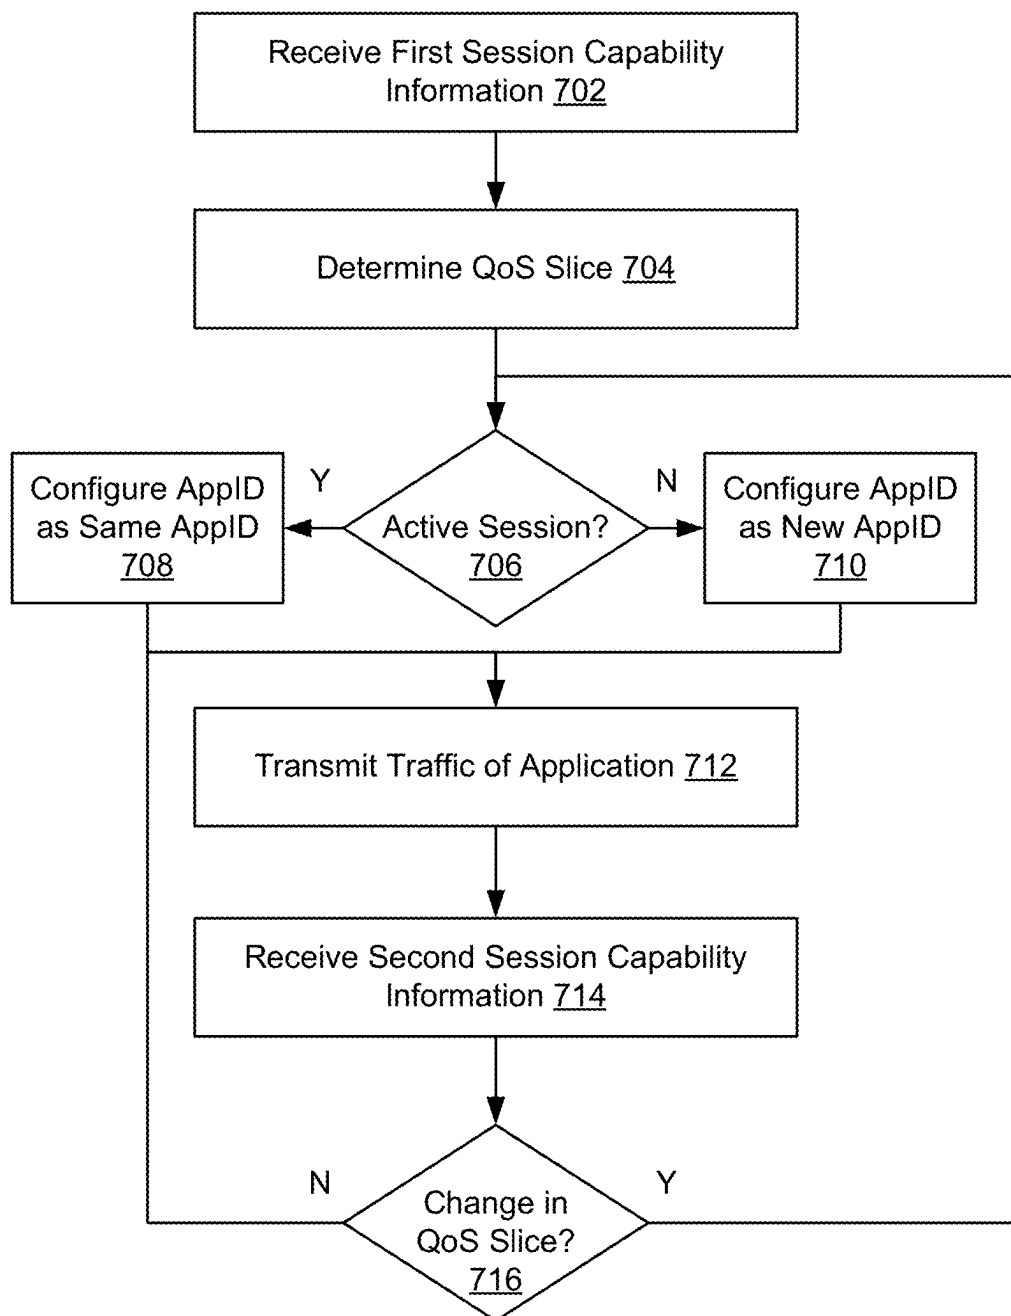 Receive First Session Capability
Information 702
Determine QoS Slice 704
Y
N
Configure AppID
as Same AppID
708
Active Session?
706
Configure AppID
as New AppID
710
Transmit Traffic of Application 712
Receive Second Session Capability
Information 714
N
Y
Change in
QoS Slice?
716